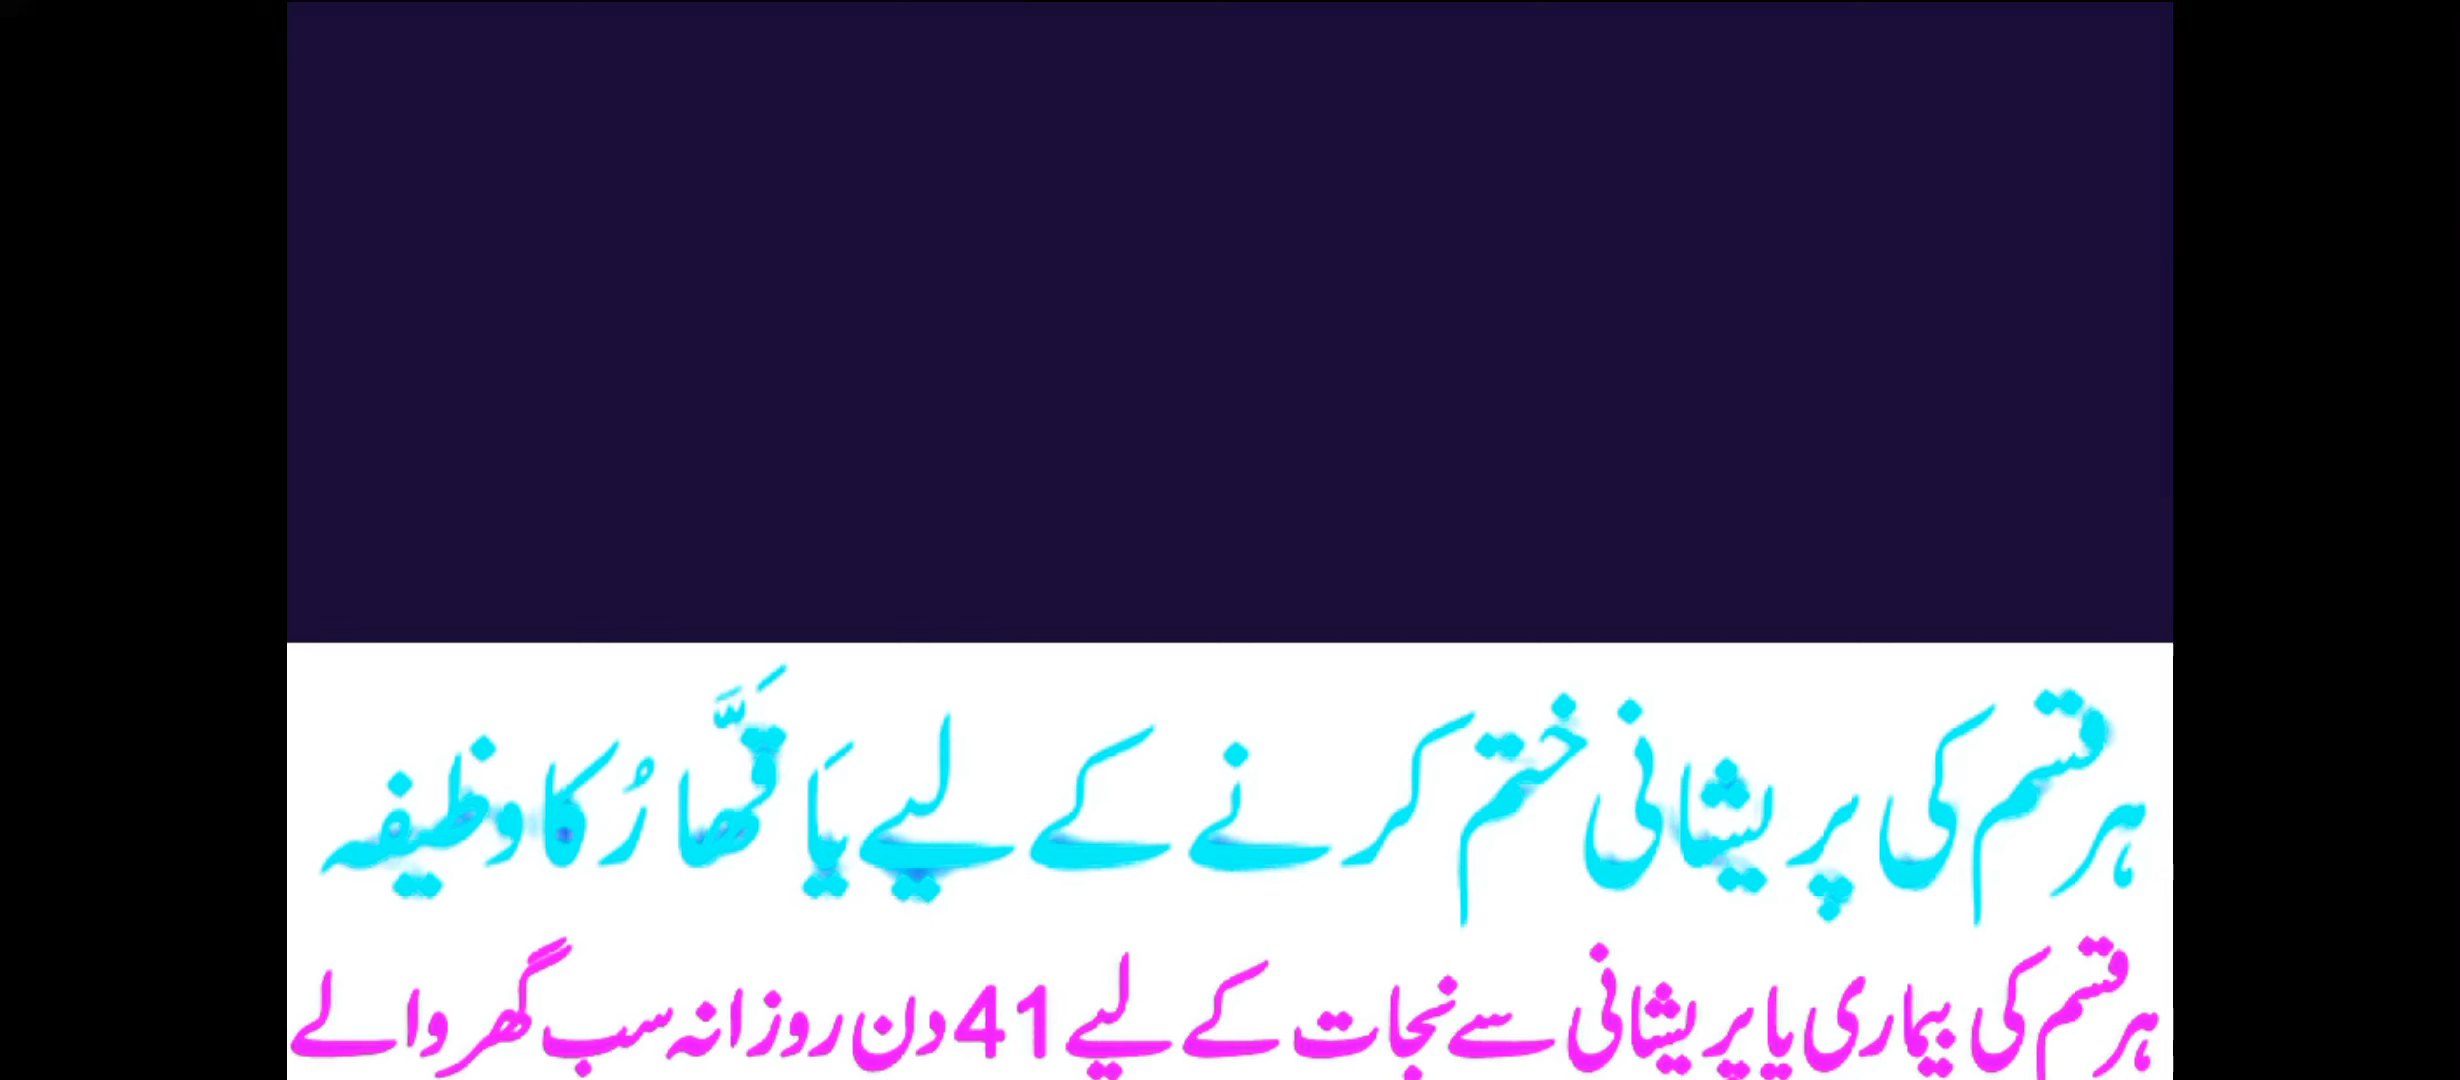 ہر قسم کی پریشانی ختم کرنے کے لیے یَا قَہَّارُ کا وظیفہ
ہر قسم کی بیماری یا پریشانی سے نجات کے لیے 41 دن روزانہ سب گھر والے